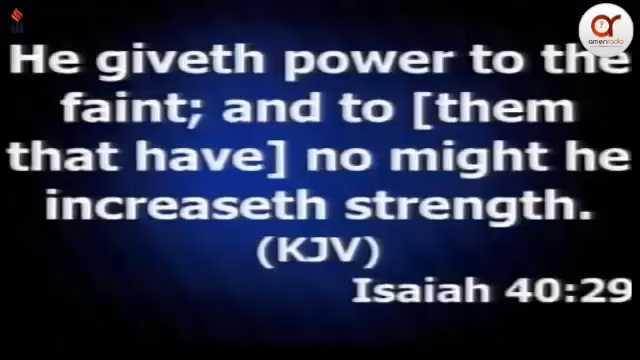 amenradio
He giveth power to the
faint; and to [them
that have] no might he
increaseth strength.
(KJV)
Isaiah 40:29